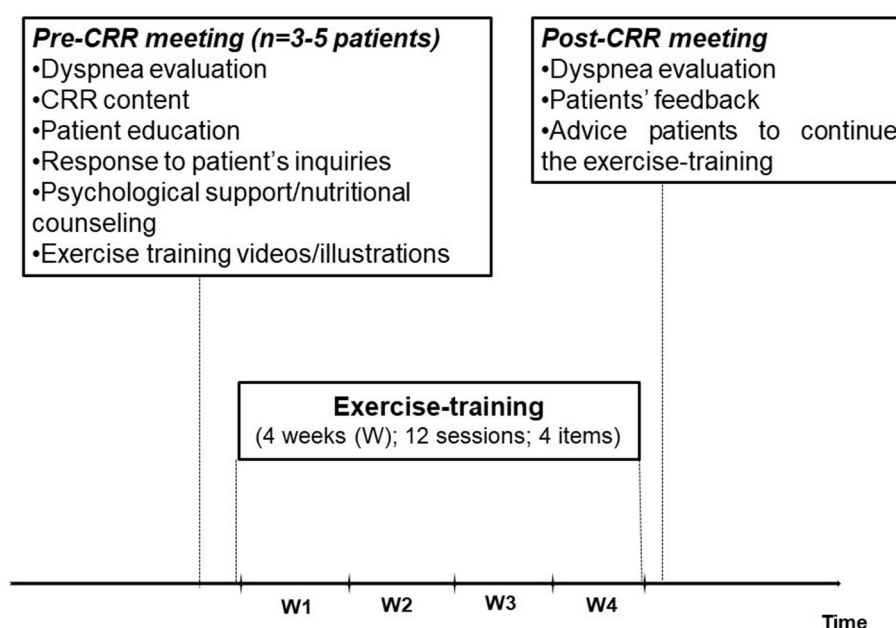 Pre-CRR meeting (n=3-5 patients)
•Dyspnea evaluation
•CRR content
•Patient education
•Response to patient's inquiries
•Psychological support/nutritional
counseling
•Exercise training videos/illustrations
Post-CRR meeting
•Dyspnea evaluation
•Patients' feedback
•Advice patients to continue
the exercise-training
Exercise-training
(4 weeks (W); 12 sessions; 4 items)
W1 W2 W3 W4
Time